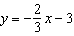 y = −2/3 x − 3